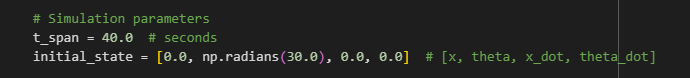 # Simulation parameters
t_span = 40.0  # seconds
initial_state = [0.0, np.radians(30.0), 0.0, 0.0]  # [x, theta, x_dot, theta_dot]